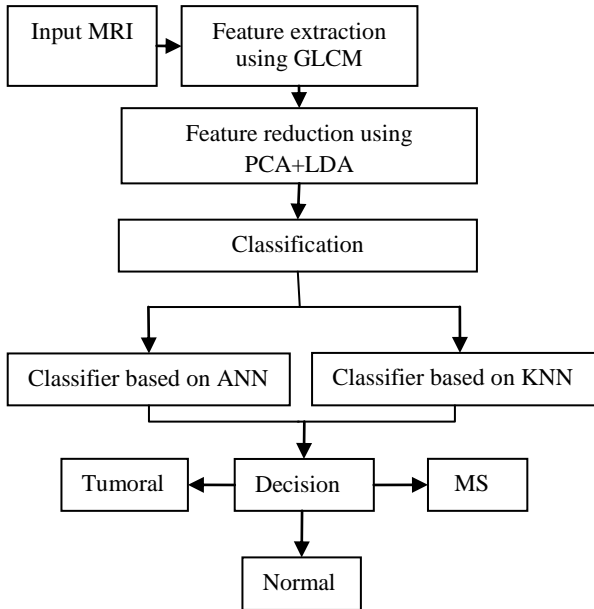 Input MRI
Feature extraction
using GLCM
Feature reduction using
PCA+LDA
Classification
Classifier based on ANN
Classifier based on KNN
Tumoral
Decision
MS
Normal